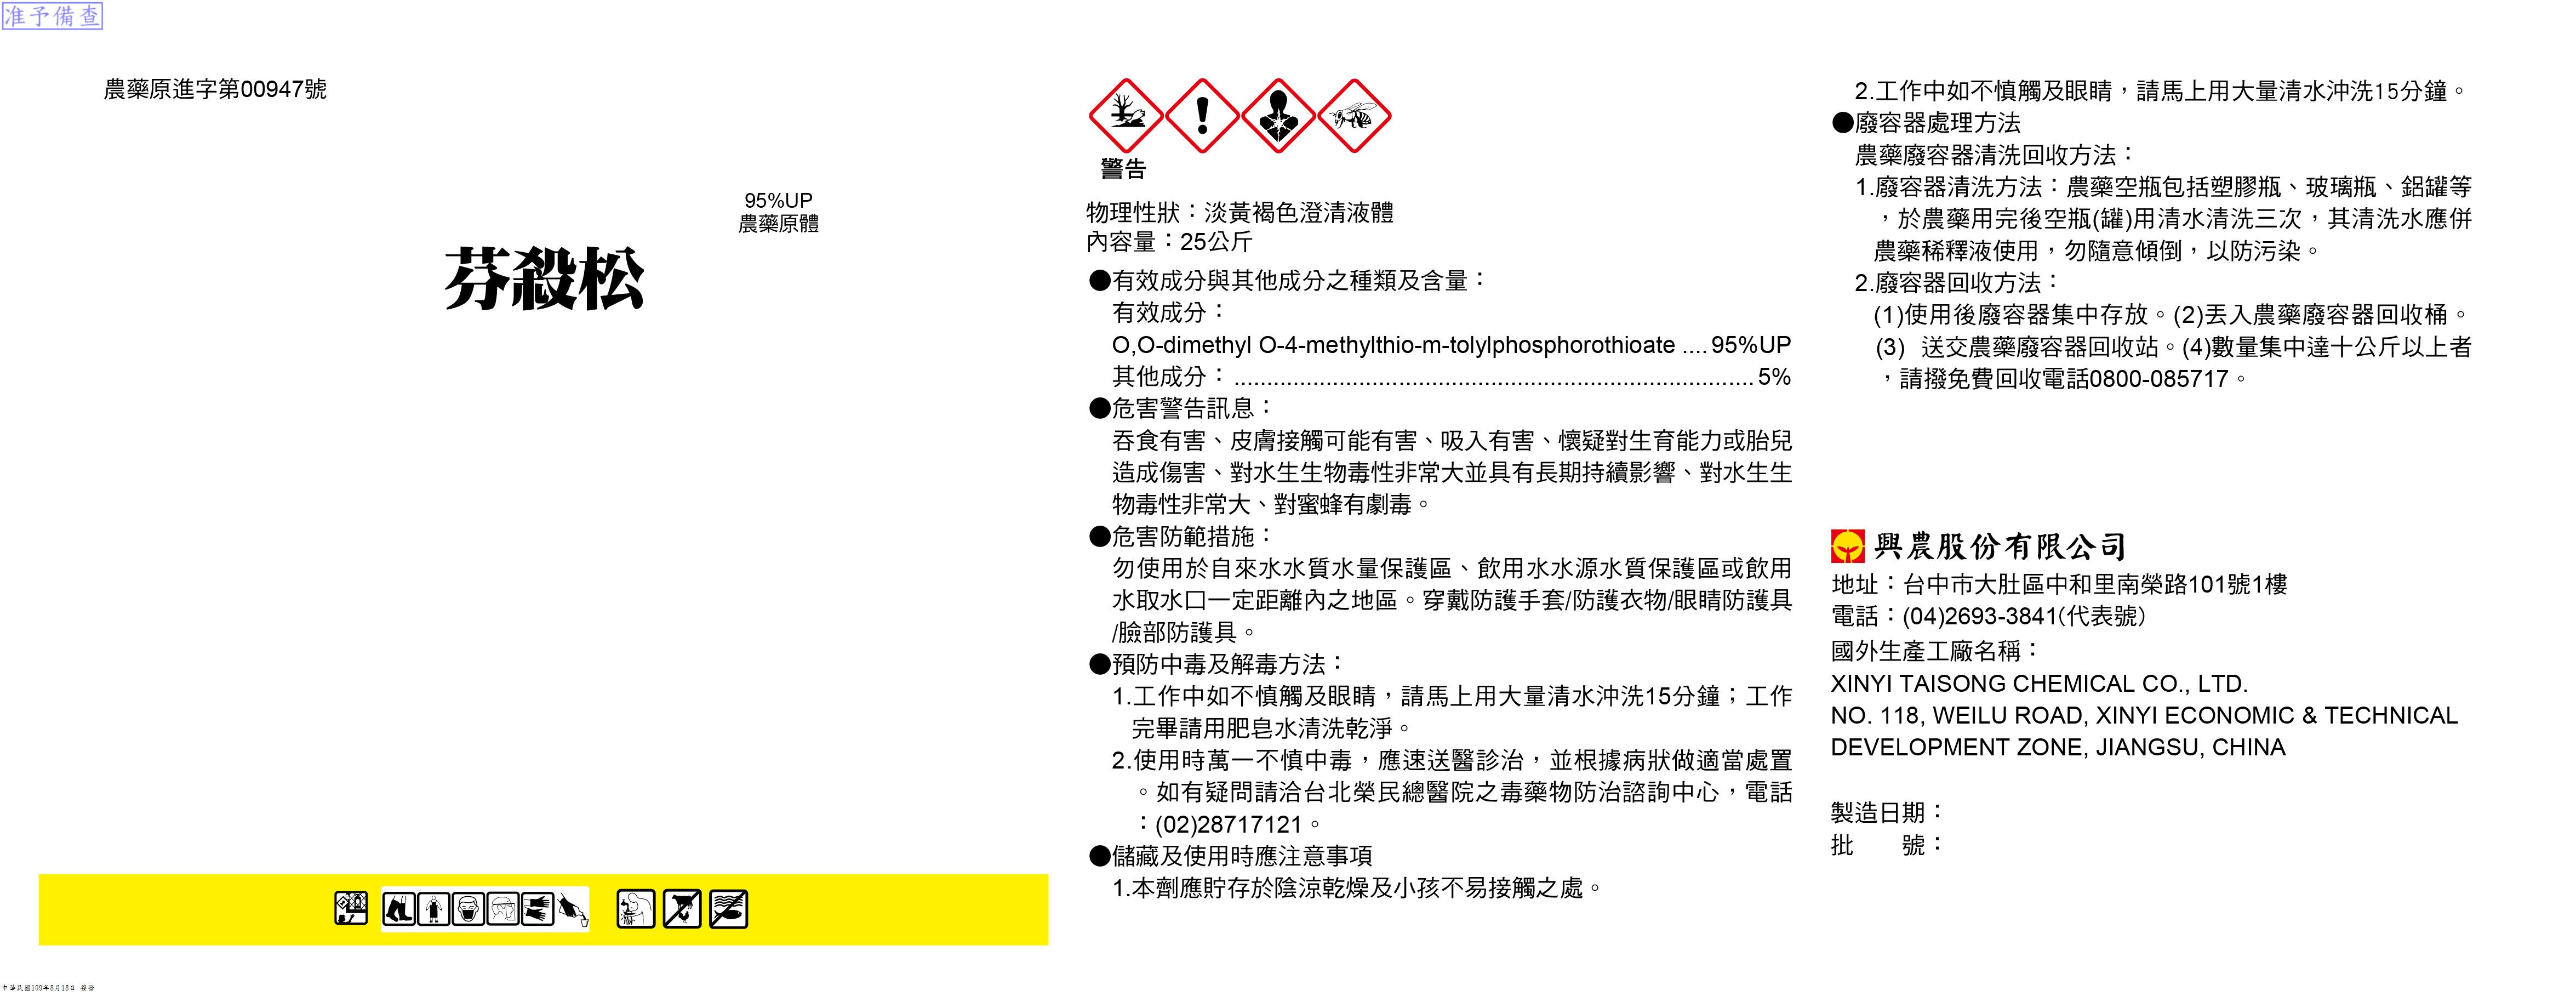 准予備查
農藥原進字第00947號
95%UP
農藥原體
芬殺松
警告
物理性狀：淡黃褐色澄清液體
內容量：25公斤
●有效成分與其他成分之種類及含量：
有效成分：
O,O-dimethyl O-4-methylthio-m-tolylphosphorothioate ....95%UP
其他成分：................................................................................5%
●危害警告訊息：
吞食有害、皮膚接觸可能有害、吸入有害、懷疑對生育能力或胎兒
造成傷害、對水生生物毒性非常大並具有長期持續影響、對水生生
物毒性非常大、對蜜蜂有劇毒。
●危害防範措施：
勿使用於自來水水質水量保護區、飲用水水源水質保護區或飲用
水取水口一定距離內之地區。穿戴防護手套/防護衣物/眼睛防護具
/臉部防護具。
●預防中毒及解毒方法：
1.工作中如不慎觸及眼睛，請馬上用大量清水沖洗15分鐘；工作
完畢請用肥皂水清洗乾淨。
2.使用時萬一不慎中毒，應速送醫診治，並根據病狀做適當處置
。如有疑問請洽台北榮民總醫院之毒藥物防治諮詢中心，電話
：(02)28717121。
●儲藏及使用時應注意事項
1.本劑應貯存於陰涼乾燥及小孩不易接觸之處。
2.工作中如不慎觸及眼睛，請馬上用大量清水沖洗15分鐘。
●廢容器處理方法
農藥廢容器清洗回收方法：
1.廢容器清洗方法：農藥空瓶包括塑膠瓶、玻璃瓶、鋁罐等
，於農藥用完後空瓶(罐)用清水清洗三次，其清洗水應併
農藥稀釋液使用，勿隨意傾倒，以防污染。
2.廢容器回收方法：
(1)使用後廢容器集中存放。(2)丟入農藥廢容器回收桶。
(3) 送交農藥廢容器回收站。(4)數量集中達十公斤以上者
，請撥免費回收電話0800-085717。
興農股份有限公司
地址：台中市大肚區中和里南榮路101號1樓
電話：(04)2693-3841(代表號)
國外生產工廠名稱：
XINYI TAISONG CHEMICAL CO., LTD.
NO. 118, WEILU ROAD, XINYI ECONOMIC & TECHNICAL
DEVELOPMENT ZONE, JIANGSU, CHINA
製造日期：
批　　號：
中華民國109年8月18日 簽發